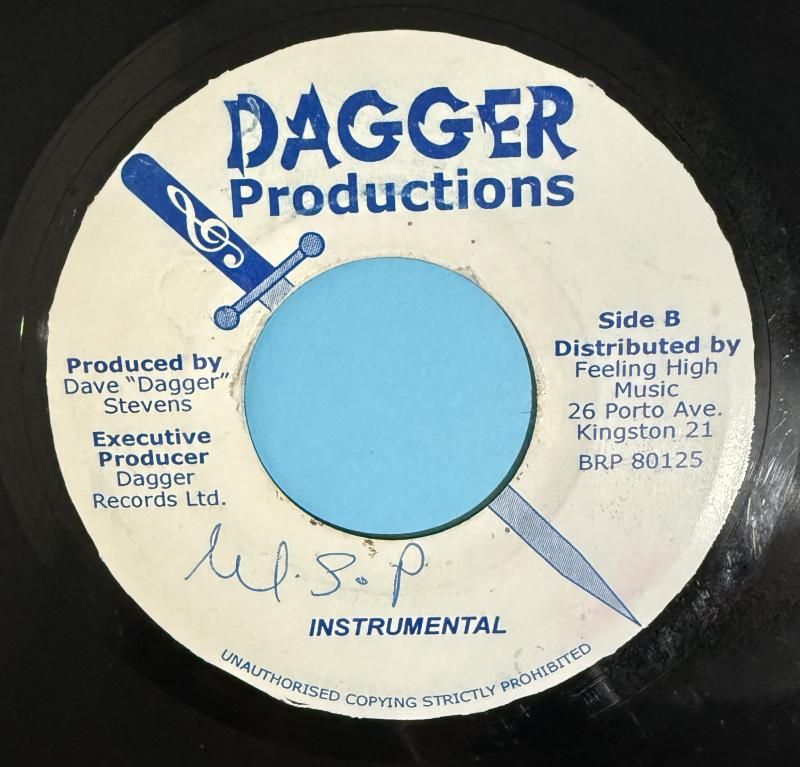 DAGGER
Productions
Produced by
Dave "Dagger"
Stevens
Executive
Producer
Dagger
Records Ltd.
Side B
Distributed by
Feeling High
Music
26 Porto Ave.
Kingston 21
BRP 80125
INSTRUMENTAL
UNAUTHORISED COPYING STRICTLY PROHIBITED